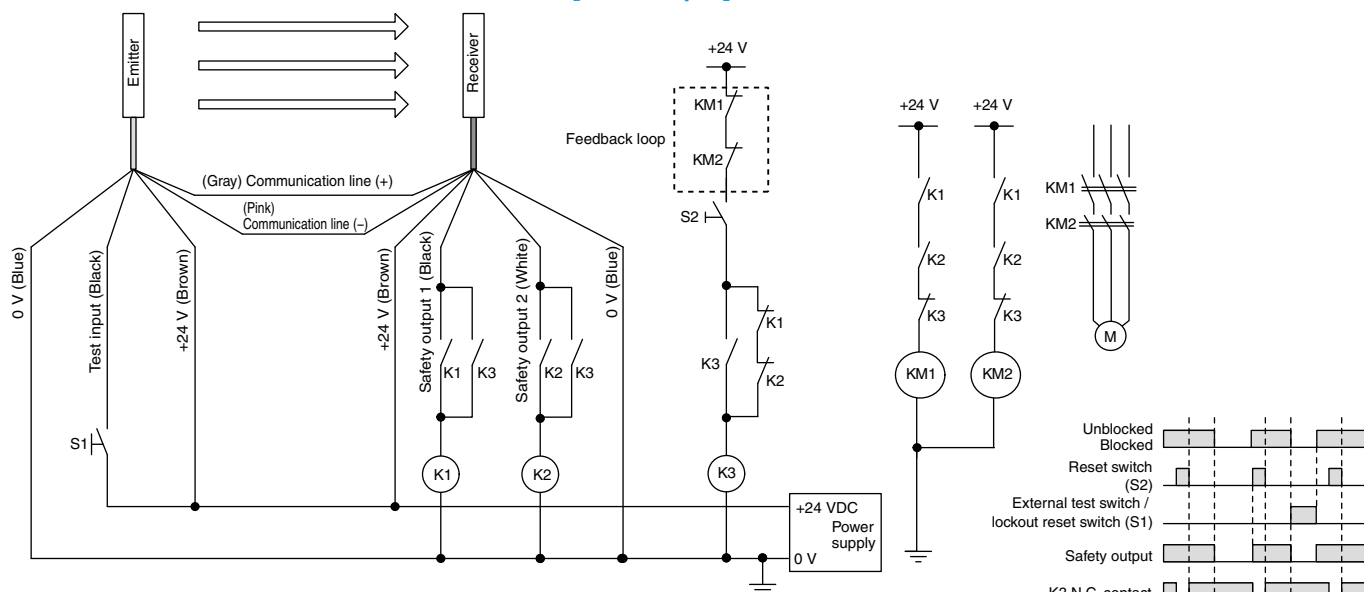 Emitter
Receiver
(Gray) Communication line (+)
(Pink)
Communication line (–)
0 V (Blue)
Test input (Black)
+24 V (Brown)
+24 V (Brown)
Safety output 1 (Black)
Safety output 2 (White)
0 V (Blue)
S1
K1
K3
K2
K3
K1
K2
+24 V
KM1
Feedback loop
KM2
S2
K1
K3
K2
K3
+24 VDC
Power
supply
0 V
+24 V
+24 V
K1
K1
K2
K2
K3
K3
KM1
KM2
KM1
KM2
M
Unblocked
Blocked
Reset switch
(S2)
External test switch /
lockout reset switch (S1)
Safety output